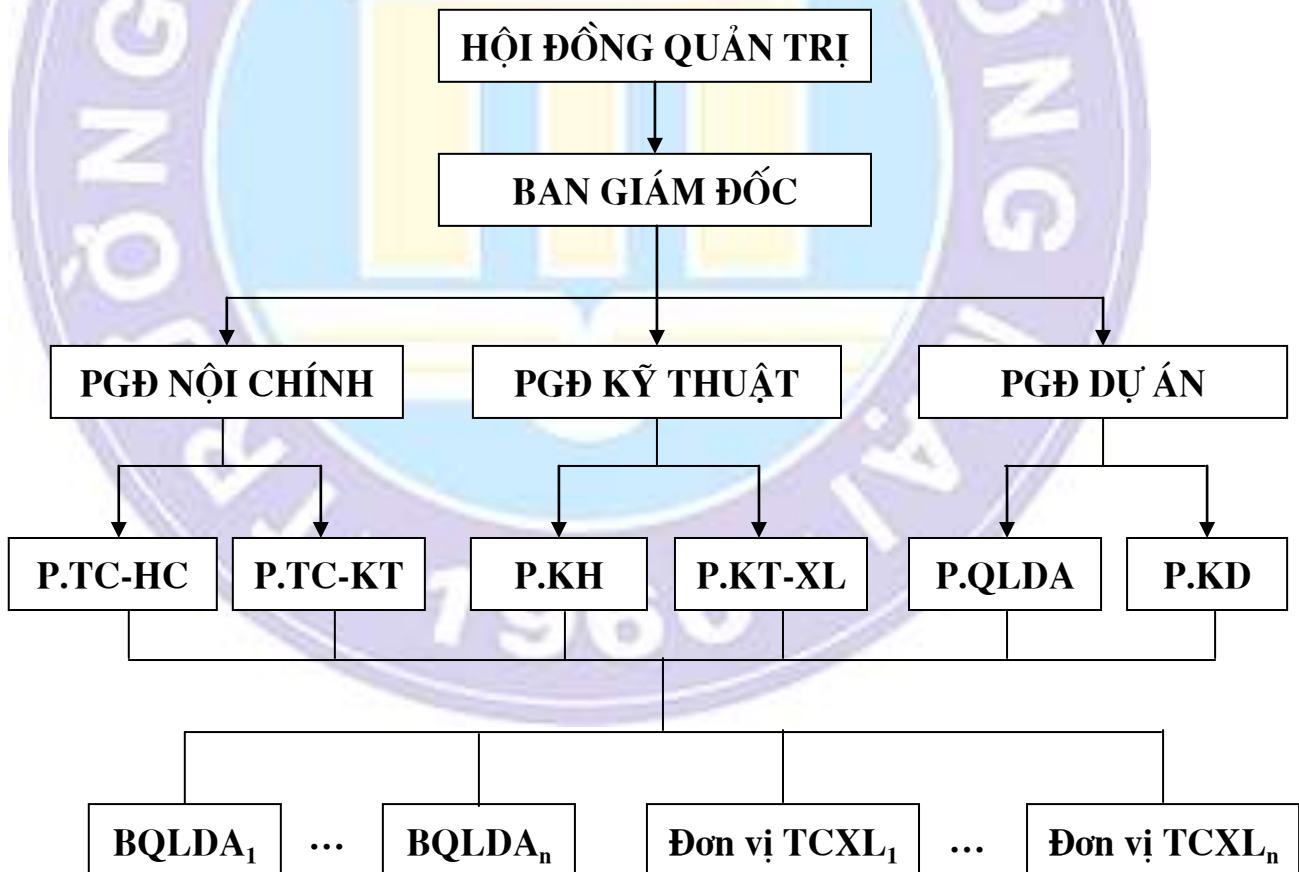 HỘI ĐỒNG QUẢN TRỊ
BAN GIÁM ĐỐC
PGĐ NỘI CHÍNH
PGĐ KỸ THUẬT
PGĐ DỰ ÁN
P.TC-HC
P.TC-KT
P.KH
P.KT-XL
P.QLDA
P.KD
BQLDA₁ ... BQLDAₙ
Đơn vị TCXL₁ ... Đơn vị TCXLₙ
1960